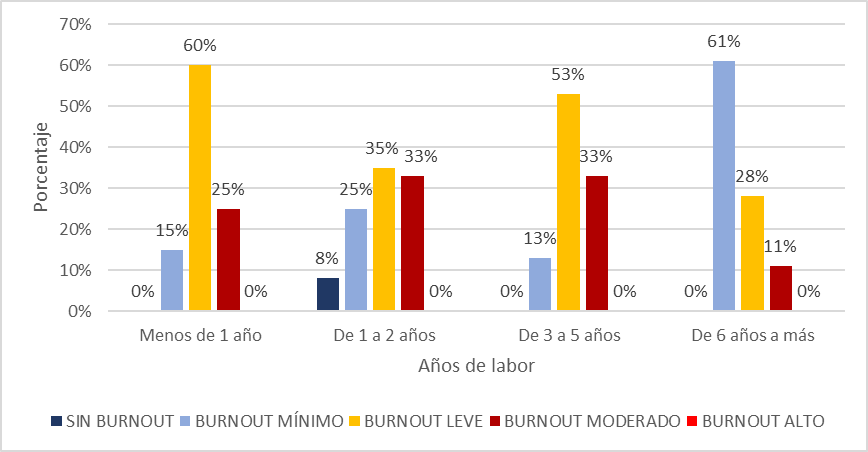 70%
60%
50%
40%
30%
20%
10%
0%
Porcentaje
0% 15% 60% 25% 0%
8% 25% 35% 33% 0%
0% 13% 53% 33% 0%
0% 61% 28% 11% 0%
Menos de 1 año De 1 a 2 años De 3 a 5 años De 6 años a más
Años de labor
SIN BURNOUT BURNOUT MÍNIMO BURNOUT LEVE BURNOUT MODERADO BURNOUT ALTO